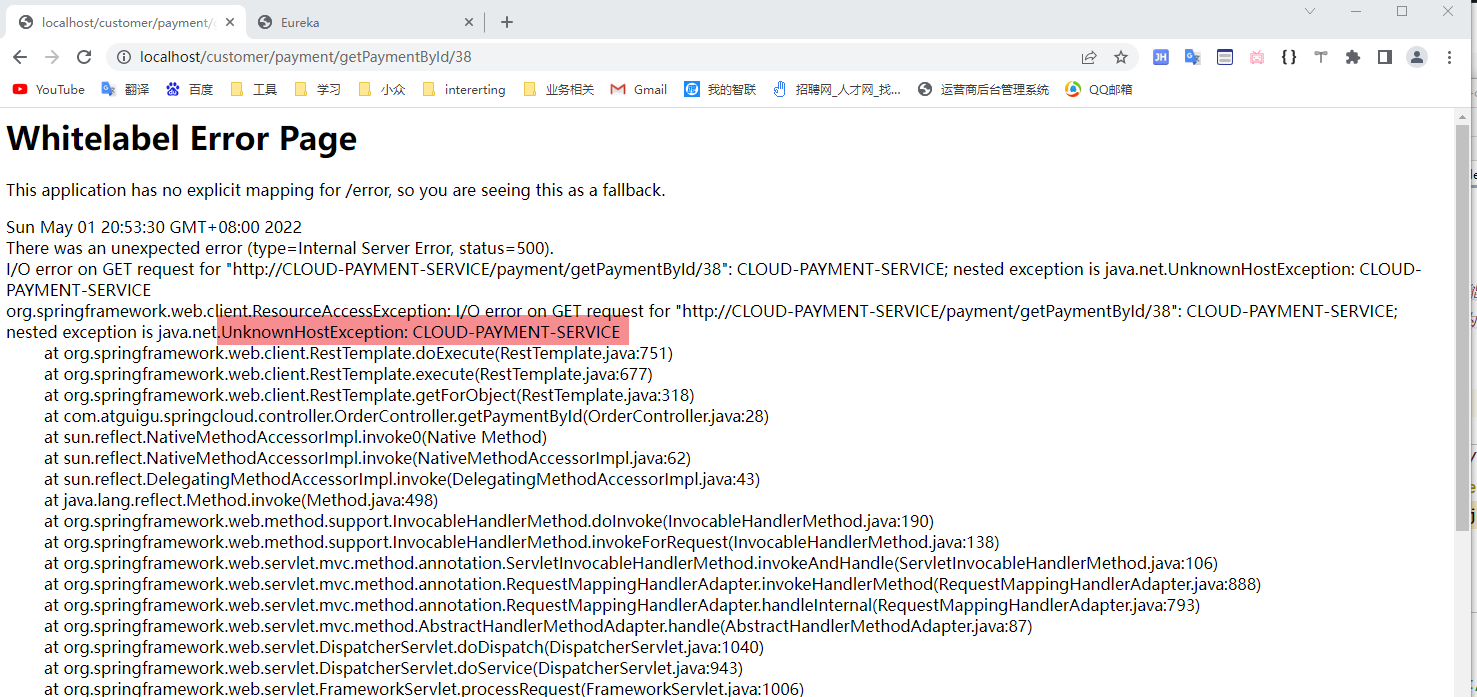 localhost/customer/payment/
Eureka
localhost/customer/payment/getPaymentById/38
YouTube 翻译 百度 工具 学习 小众 intererting 业务相关 Gmail 我的智联 招聘网_人才网_找... 运营商后台管理系统 QQ邮箱
Whitelabel Error Page
This application has no explicit mapping for /error, so you are seeing this as a fallback.
Sun May 01 20:53:30 GMT+08:00 2022
There was an unexpected error (type=Internal Server Error, status=500).
I/O error on GET request for "http://CLOUD-PAYMENT-SERVICE/payment/getPaymentById/38": CLOUD-PAYMENT-SERVICE; nested exception is java.net.UnknownHostException: CLOUD-
PAYMENT-SERVICE
org.springframework.web.client.ResourceAccessException: I/O error on GET request for "http://CLOUD-PAYMENT-SERVICE/payment/getPaymentById/38": CLOUD-PAYMENT-SERVICE;
nested exception is java.net.UnknownHostException: CLOUD-PAYMENT-SERVICE
at org.springframework.web.client.RestTemplate.doExecute(RestTemplate.java:751)
at org.springframework.web.client.RestTemplate.execute(RestTemplate.java:677)
at org.springframework.web.client.RestTemplate.getForObject(RestTemplate.java:318)
at com.atguigu.springcloud.controller.OrderController.getPaymentById(OrderController.java:28)
at sun.reflect.NativeMethodAccessorImpl.invoke0(Native Method)
at sun.reflect.NativeMethodAccessorImpl.invoke(NativeMethodAccessorImpl.java:62)
at sun.reflect.DelegatingMethodAccessorImpl.invoke(DelegatingMethodAccessorImpl.java:43)
at java.lang.reflect.Method.invoke(Method.java:498)
at org.springframework.web.method.support.InvocableHandlerMethod.doInvoke(InvocableHandlerMethod.java:190)
at org.springframework.web.method.support.InvocableHandlerMethod.invokeForRequest(InvocableHandlerMethod.java:138)
at org.springframework.web.servlet.mvc.method.annotation.ServletInvocableHandlerMethod.invokeAndHandle(ServletInvocableHandlerMethod.java:106)
at org.springframework.web.servlet.mvc.method.annotation.RequestMappingHandlerAdapter.invokeHandlerMethod(RequestMappingHandlerAdapter.java:888)
at org.springframework.web.servlet.mvc.method.annotation.RequestMappingHandlerAdapter.handleInternal(RequestMappingHandlerAdapter.java:793)
at org.springframework.web.servlet.mvc.method.AbstractHandlerMethodAdapter.handle(AbstractHandlerMethodAdapter.java:87)
at org.springframework.web.servlet.DispatcherServlet.doDispatch(DispatcherServlet.java:1040)
at org.springframework.web.servlet.DispatcherServlet.doService(DispatcherServlet.java:943)
at org.springframework.web.servlet.FrameworkServlet.processRequest(FrameworkServlet.java:1006)